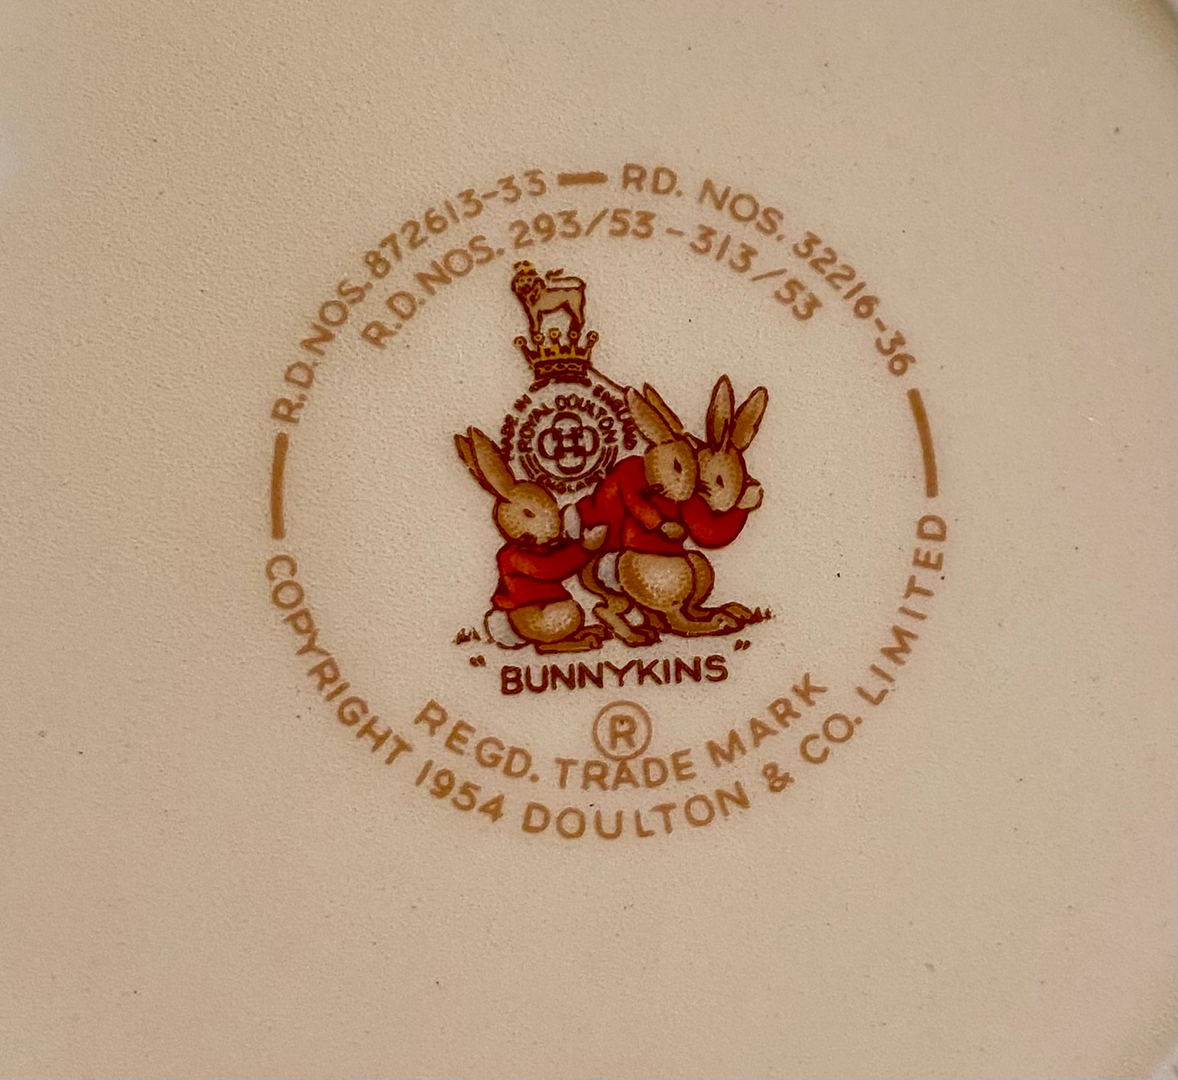 R.D.NOS. 872613-33 — RD. NOS. 32216-36 —
R.D.NOS. 293/53 - 313/53
MADE IN ENGLAND
ROYAL DOULTON
ENGLAND
"BUNNYKINS"
®
REGD. TRADE MARK
COPYRIGHT 1954 DOULTON & CO. LIMITED